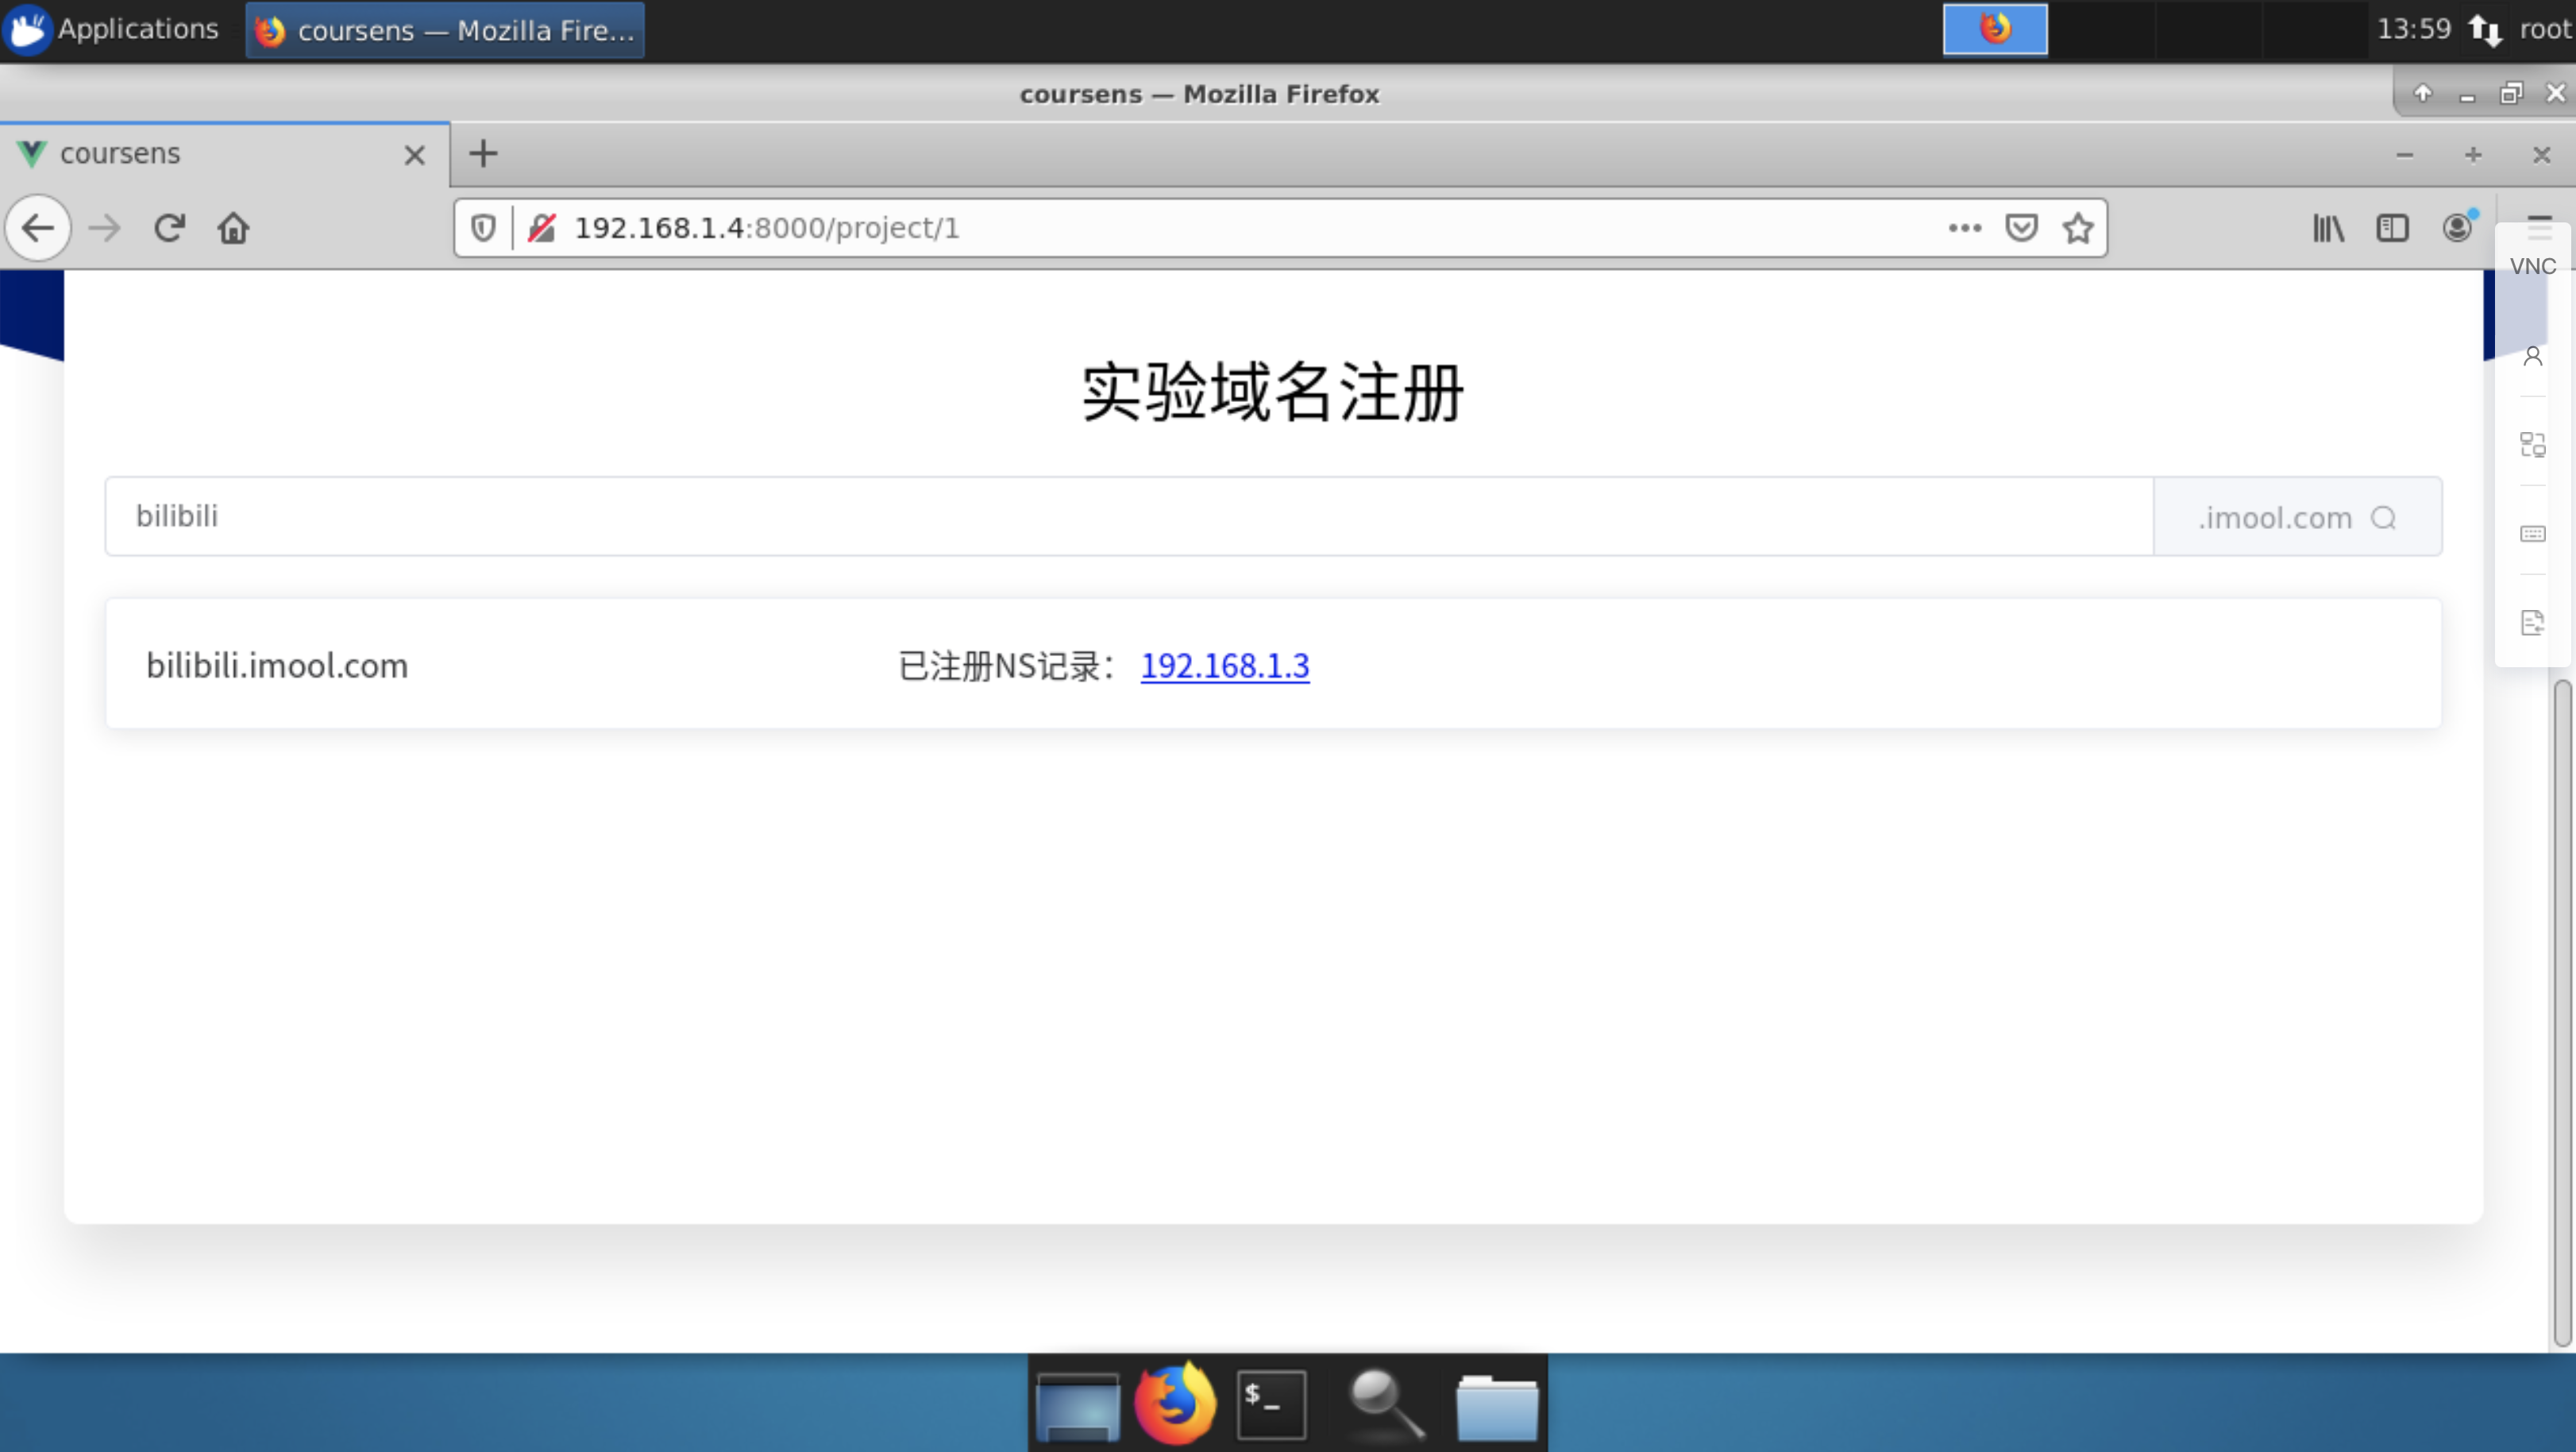 Applications
coursens — Mozilla Fire...
13:59
root
coursens — Mozilla Firefox
coursens
192.168.1.4:8000/project/1
VNC
实验域名注册
bilibili
.imool.com
bilibili.imool.com
已注册NS记录： 192.168.1.3
$_